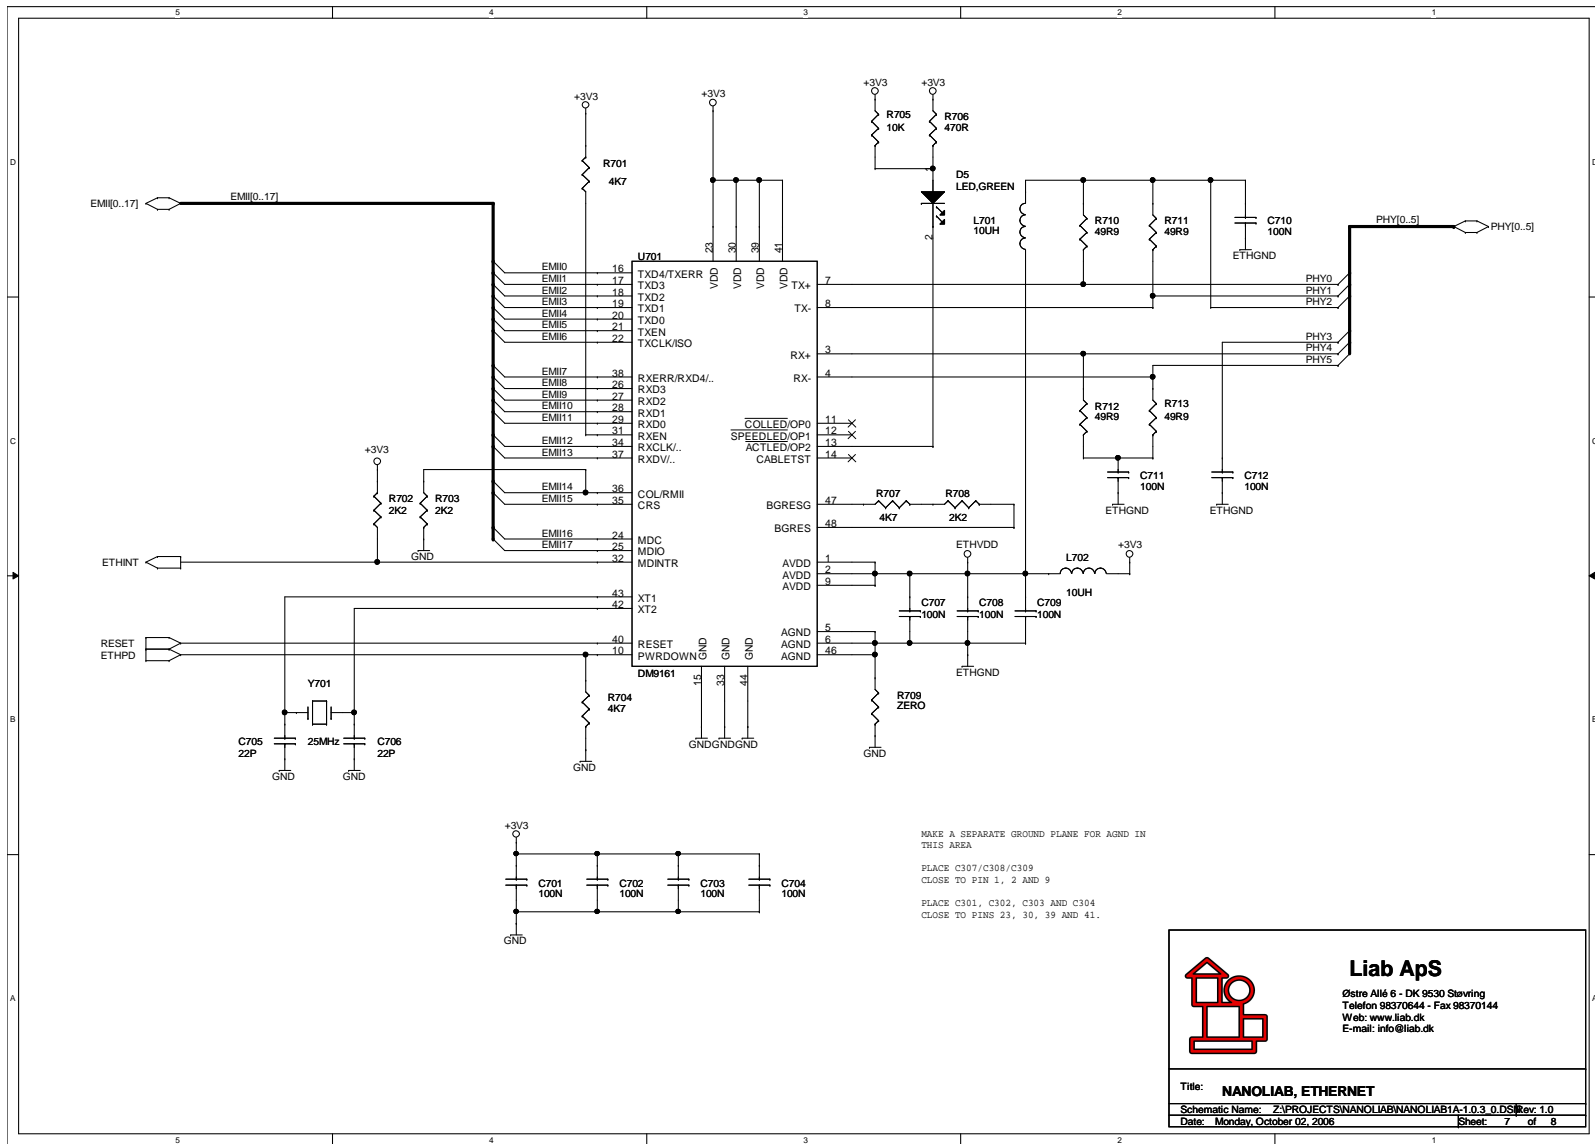 5 4 3 2 1
D D
C C
B B
A A
5 4 3 2 1
+3V3
+3V3
+3V3
+3V3
R701
4K7
R705
10K
R706
470R
D5
LED,GREEN
2
L701
10UH
R710
49R9
R711
49R9
C710
100N
ETHGND
EMII[0..17]
EMII[0..17]
PHY[0..5]
PHY[0..5]
U701
23 VDD
30 VDD
39 VDD
41 VDD
EMII0 16 TXD4/TXERR
EMII1 17 TXD3
EMII2 18 TXD2
EMII3 19 TXD1
EMII4 20 TXD0
EMII5 21 TXEN
EMII6 22 TXCLK/ISO
EMII7 38 RXERR/RXD4/..
EMII8 26 RXD3
EMII9 27 RXD2
EMII10 28 RXD1
EMII11 29 RXD0
31 RXEN
EMII12 34 RXCLK/..
EMII13 37 RXDV/..
EMII14 36 COL/RMII
EMII15 35 CRS
EMII16 24 MDC
EMII17 25 MDIO
32 MDINTR
43 XT1
42 XT2
40 RESET
10 PWRDOWN
TX+ 7
TX- 8
RX+ 3
RX- 4
COLLED/OP0 11
SPEEDLED/OP1 12
ACTLED/OP2 13
CABLETST 14
BGRESG 47
BGRES 48
AVDD 1
AVDD 2
AVDD 9
AGND 5
AGND 6
AGND 46
GND 15
GND 33
GND 44
DM9161
PHY0
PHY1
PHY2
PHY3
PHY4
PHY5
R712
49R9
R713
49R9
C711
100N
C712
100N
ETHGND
ETHGND
+3V3
R702
2K2
R703
2K2
GND
ETHINT
RESET
ETHPD
R707
4K7
R708
2K2
ETHVDD
L702
10UH
+3V3
C707
100N
C708
100N
C709
100N
ETHGND
R709
ZERO
GND
Y701
25MHz
C705
22P
C706
22P
GND
GND
R704
4K7
GND
GND GND GND
+3V3
C701
100N
C702
100N
C703
100N
C704
100N
GND
MAKE A SEPARATE GROUND PLANE FOR AGND IN
THIS AREA
PLACE C307/C308/C309
CLOSE TO PIN 1, 2 AND 9
PLACE C301, C302, C303 AND C304
CLOSE TO PINS 23, 30, 39 AND 41.
Liab ApS
Østre Allé 6 - DK 9530 Støvring
Telefon 98370644 - Fax 98370144
Web: www.liab.dk
E-mail: info@liab.dk
Title: NANOLIAB, ETHERNET
Schematic Name: Z:\PROJECTS\NANOLIAB\NANOLIAB1A-1.0.3_0.DSN Rev: 1.0
Date: Monday, October 02, 2006 Sheet: 7 of 8